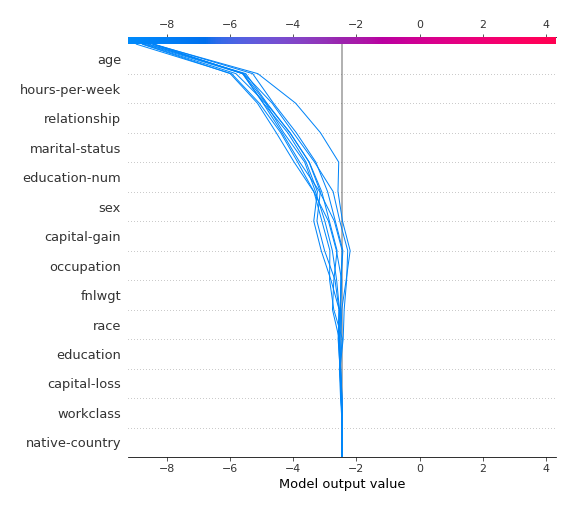 −8 −6 −4 −2 0 2 4
age
hours-per-week
relationship
marital-status
education-num
sex
capital-gain
occupation
fnlwgt
race
education
capital-loss
workclass
native-country
−8 −6 −4 −2 0 2 4
Model output value